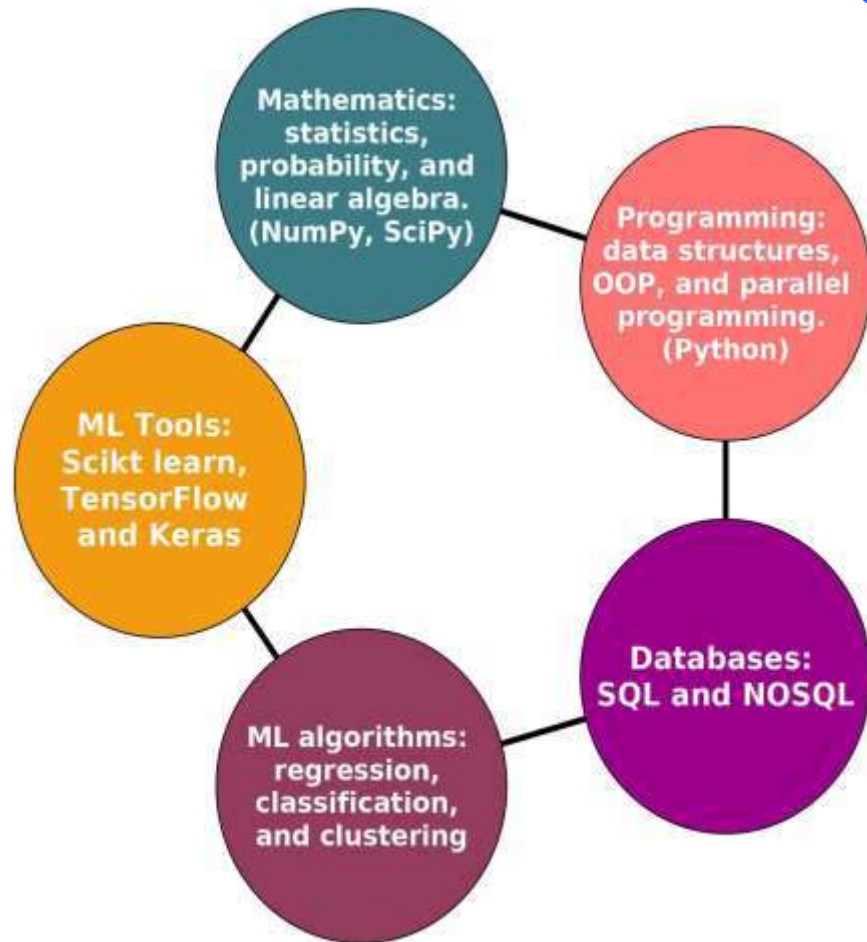 Mathematics:
statistics,
probability, and
linear algebra.
(NumPy, SciPy)
Programming:
data structures,
OOP, and parallel
programming.
(Python)
ML Tools:
Scikt learn,
TensorFlow
and Keras
Databases:
SQL and NOSQL
ML algorithms:
regression,
classification,
and clustering